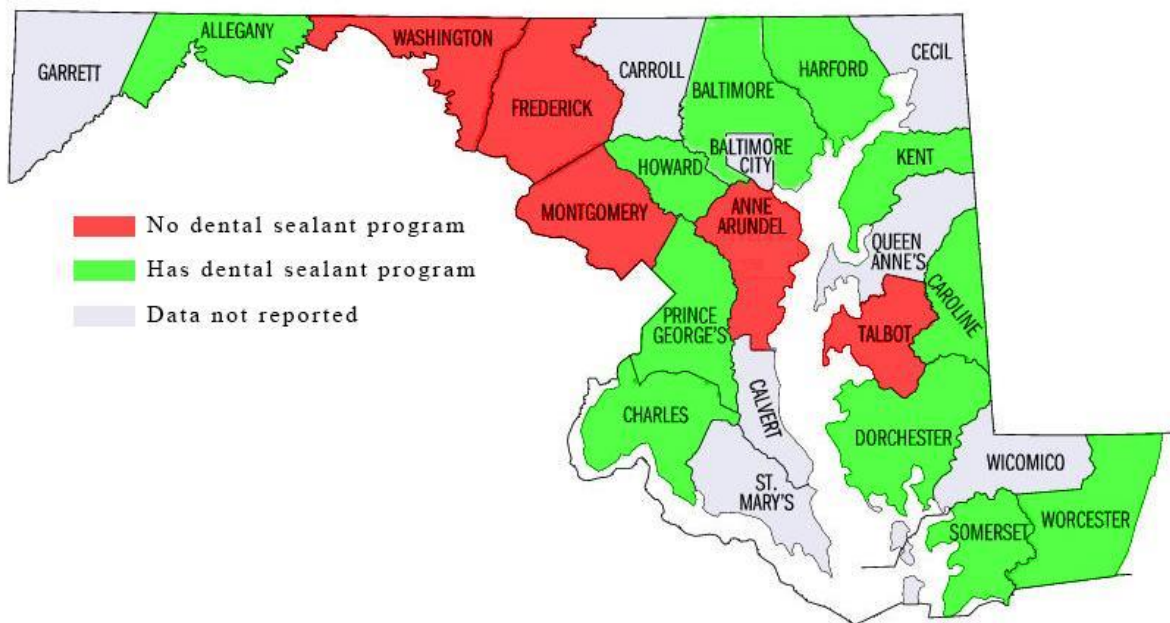 GARRETT
ALLEGANY
WASHINGTON
FREDERICK
CARROLL
BALTIMORE
HARFORD
CECIL
BALTIMORE
CITY
HOWARD
KENT
MONTGOMERY
ANNE
ARUNDEL
QUEEN
ANNE'S
CAROLINE
No dental sealant program
Has dental sealant program
Data not reported
PRINCE
GEORGE'S
TALBOT
CHARLES
CALVERT
DORCHESTER
ST.
MARY'S
WICOMICO
SOMERSET
WORCESTER